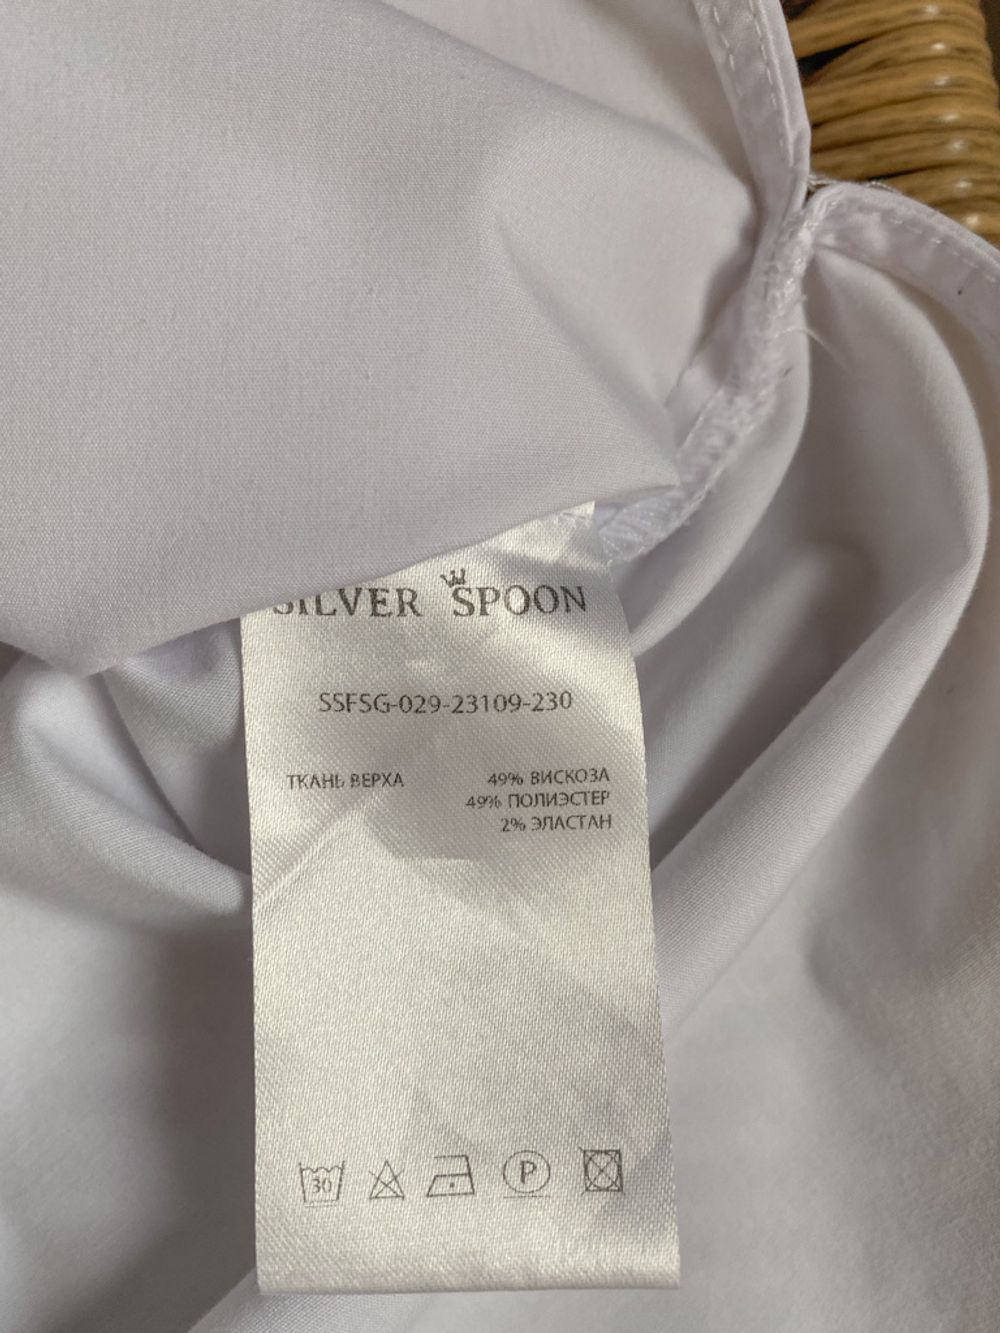 SILVER SPOON
SSFSG-029-23109-230
ТКАНЬ ВЕРХА 49% ВИСКОЗА
49% ПОЛИЭСТЕР
2% ЭЛАСТАН
30 P